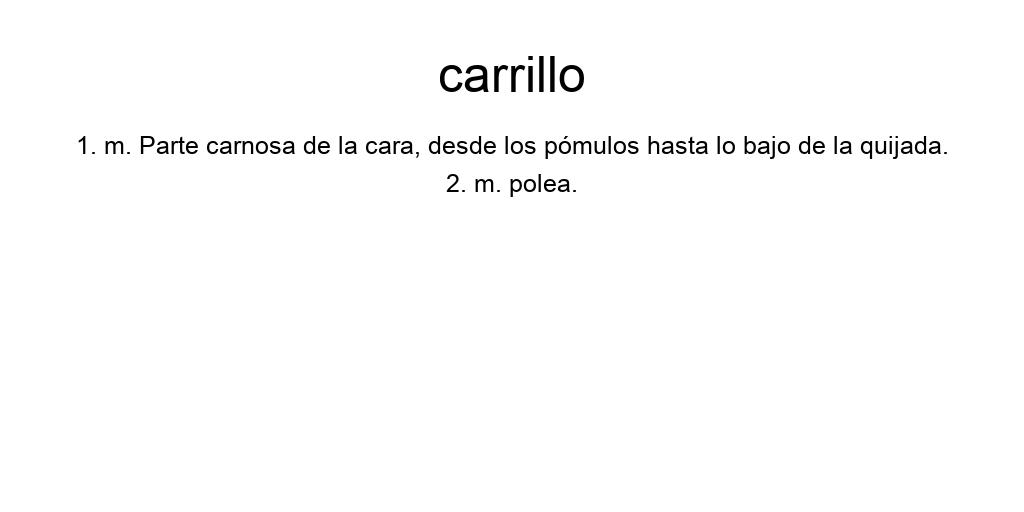 carrillo
1. m. Parte carnosa de la cara, desde los pómulos hasta lo bajo de la quijada.
2. m. polea.